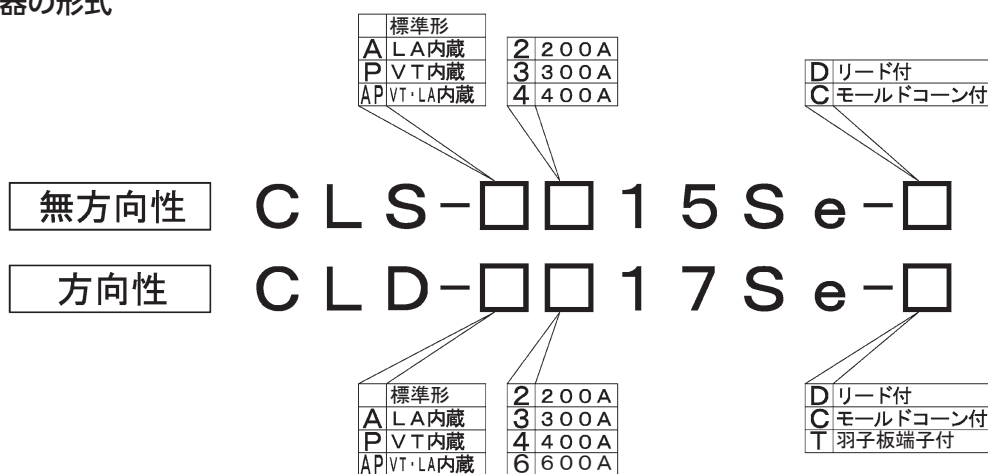 器の形式
標準形
A LA内蔵
P VT内蔵
AP VT・LA内蔵
2 200A
3 300A
4 400A
D リード付
C モールドコーン付
無方向性 CLS-□□15Se-□
方向性 CLD-□□17Se-□
標準形
A LA内蔵
P VT内蔵
AP VT・LA内蔵
2 200A
3 300A
4 400A
6 600A
D リード付
C モールドコーン付
T 羽子板端子付